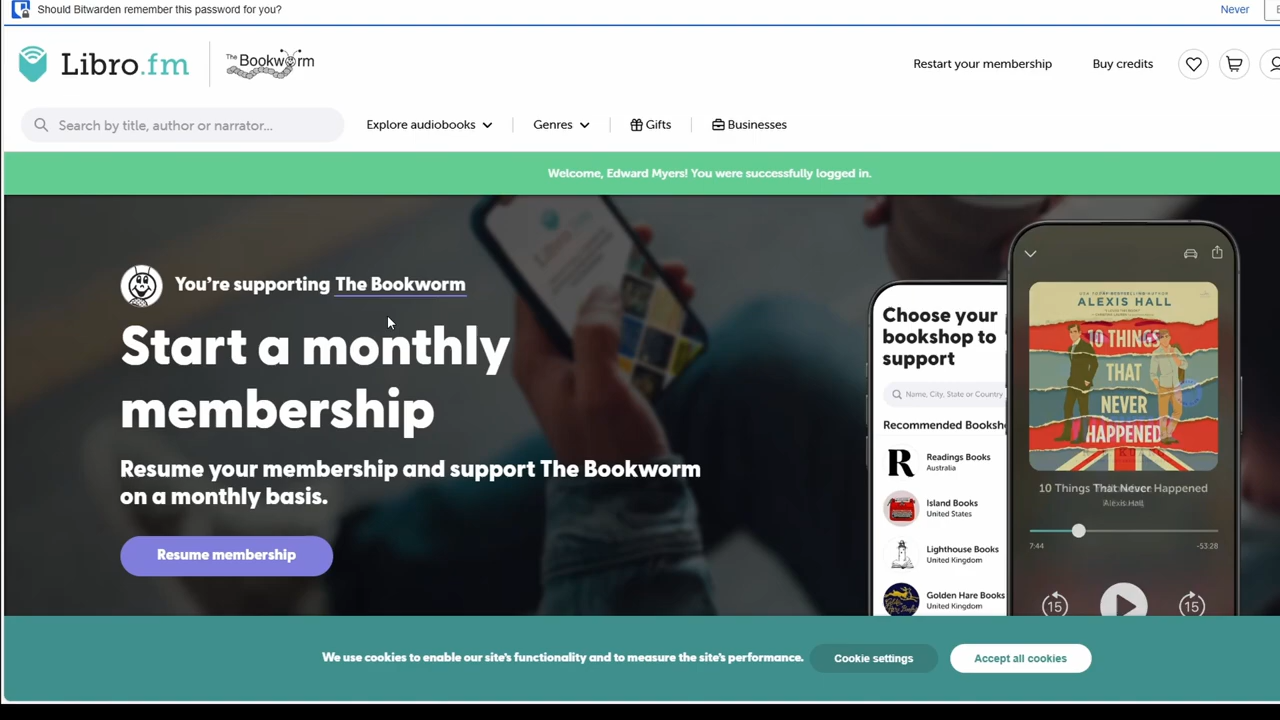 Should Bitwarden remember this password for you?
Never
Libro.fm
The Bookworm
Restart your membership
Buy credits
Search by title, author or narrator...
Explore audiobooks
Genres
Gifts
Businesses
Welcome, Edward Myers! You were successfully logged in.
You're supporting The Bookworm
Start a monthly
membership
Resume your membership and support The Bookworm
on a monthly basis.
Resume membership
Choose your
bookshop to
support
Name, City, State or Country
Recommended Booksh
Readings Books
Australia
Island Books
United States
Lighthouse Books
United Kingdom
Golden Hare Books
United Kingdom
ALEXIS HALL
10 THINGS
THAT
NEVER
HAPPENED
10 Things That Never Happened
Alexis Hall
7:44
-53:28
15
15
We use cookies to enable our site's functionality and to measure the site's performance.
Cookie settings
Accept all cookies